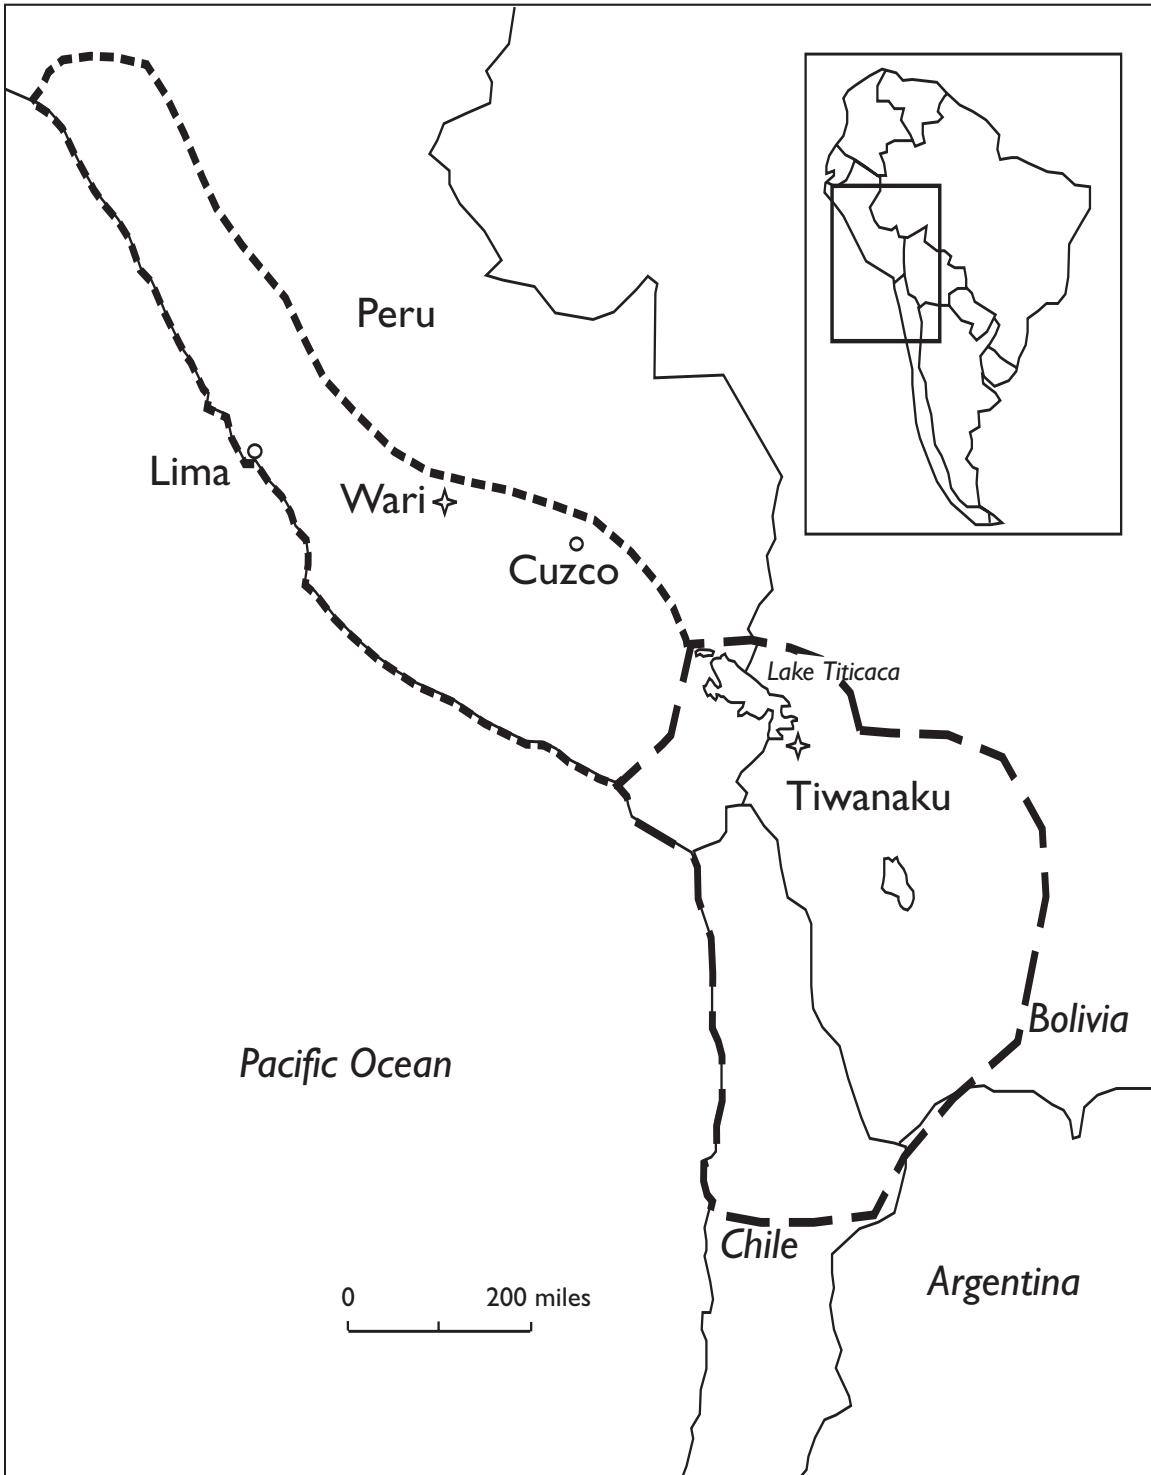 Peru
Lima
Wari
Cuzco
Lake Titicaca
Tiwanaku
Bolivia
Pacific Ocean
Chile
Argentina
0 200 miles